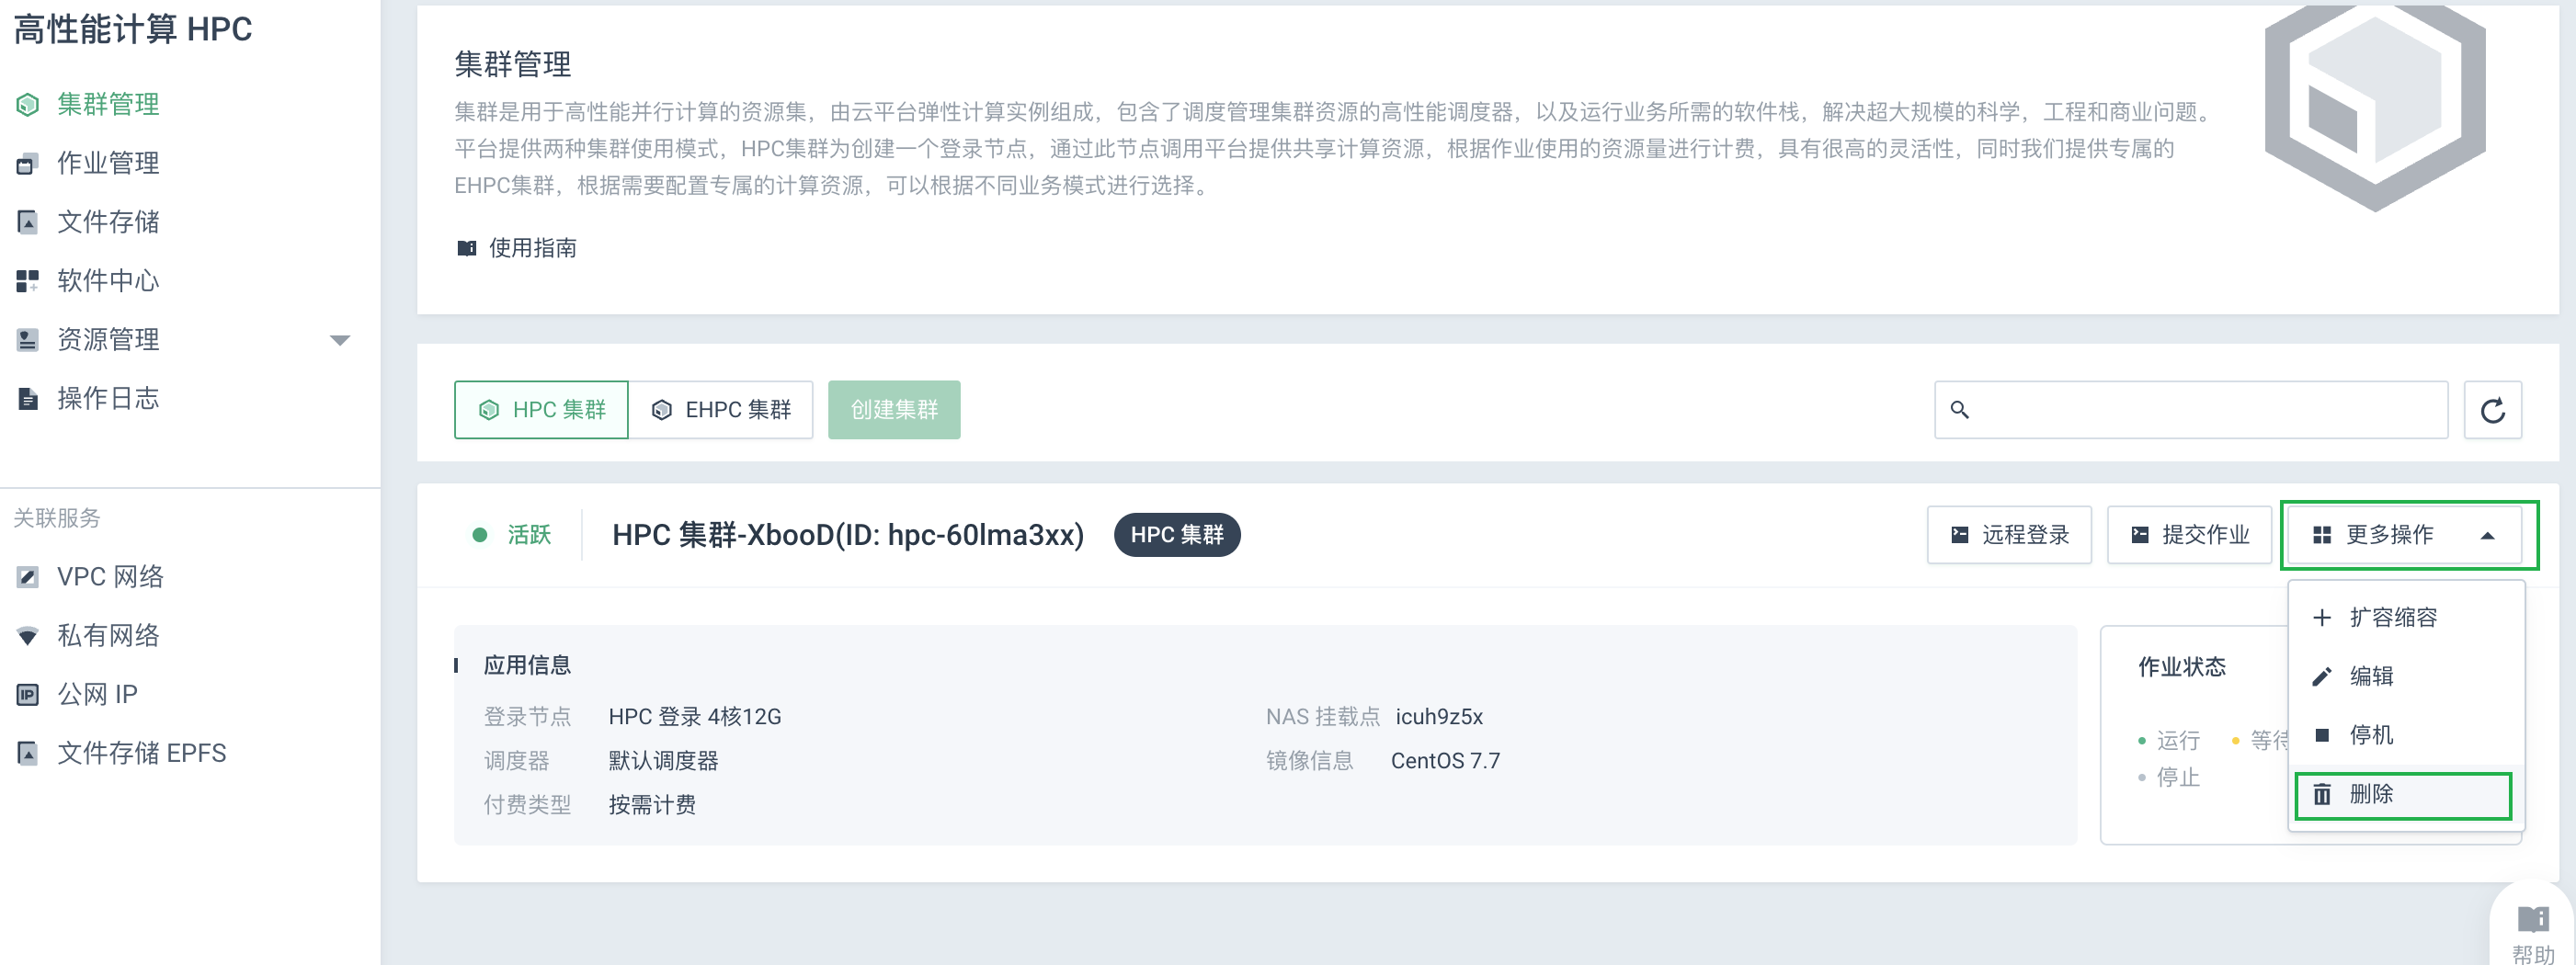 高性能计算 HPC
集群管理
作业管理
文件存储
软件中心
资源管理
操作日志
关联服务
VPC 网络
私有网络
公网 IP
文件存储 EPFS
集群管理
集群是用于高性能并行计算的资源集，由云平台弹性计算实例组成，包含了调度管理集群资源的高性能调度器，以及运行业务所需的软件栈，解决超大规模的科学，工程和商业问题。
平台提供两种集群使用模式，HPC集群为创建一个登录节点，通过此节点调用平台提供共享计算资源，根据作业使用的资源量进行计费，具有很高的灵活性，同时我们提供专属的
EHPC集群，根据需要配置专属的计算资源，可以根据不同业务模式进行选择。
使用指南
HPC 集群
EHPC 集群
创建集群
活跃
HPC 集群-XbooD(ID: hpc-60lma3xx)
HPC 集群
远程登录
提交作业
更多操作
扩容缩容
编辑
停机
删除
应用信息
登录节点 HPC 登录 4核12G
NAS 挂载点 icuh9z5x
调度器 默认调度器
镜像信息 CentOS 7.7
付费类型 按需计费
作业状态
运行
等待
停止
帮助